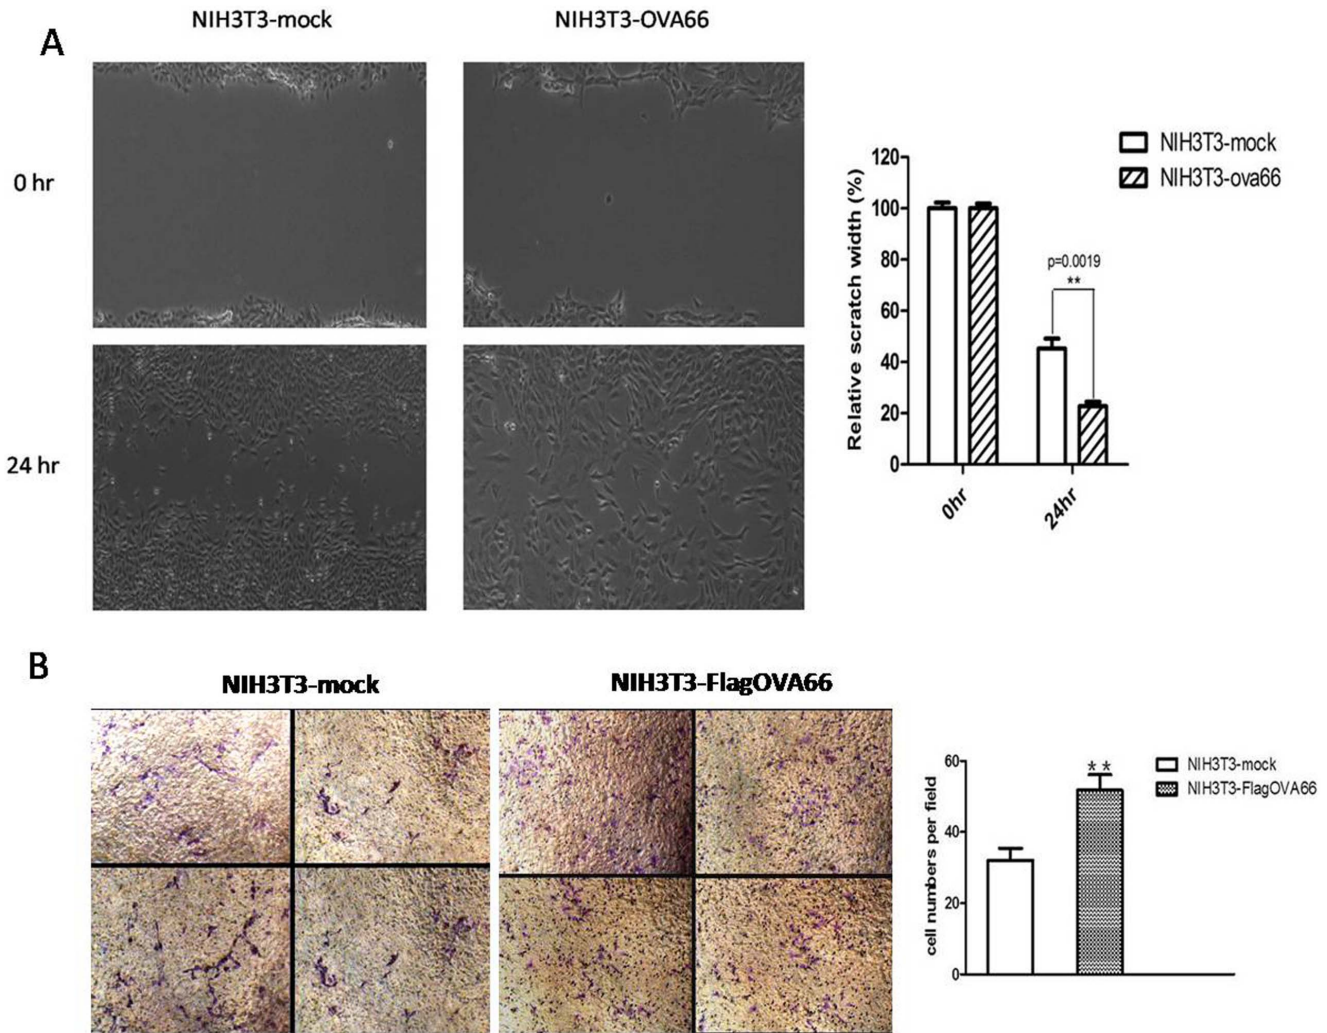 A
NIH3T3-mock
NIH3T3-OVA66
0 hr
24 hr
NIH3T3-mock
NIH3T3-ova66
Relative scratch width (%)
120
100
80
60
40
20
0
p=0.0019
**
0hr
24hr
B
NIH3T3-mock
NIH3T3-FlagOVA66
NIH3T3-mock
NIH3T3-FlagOVA66
cell numbers per field
60
40
20
0
**